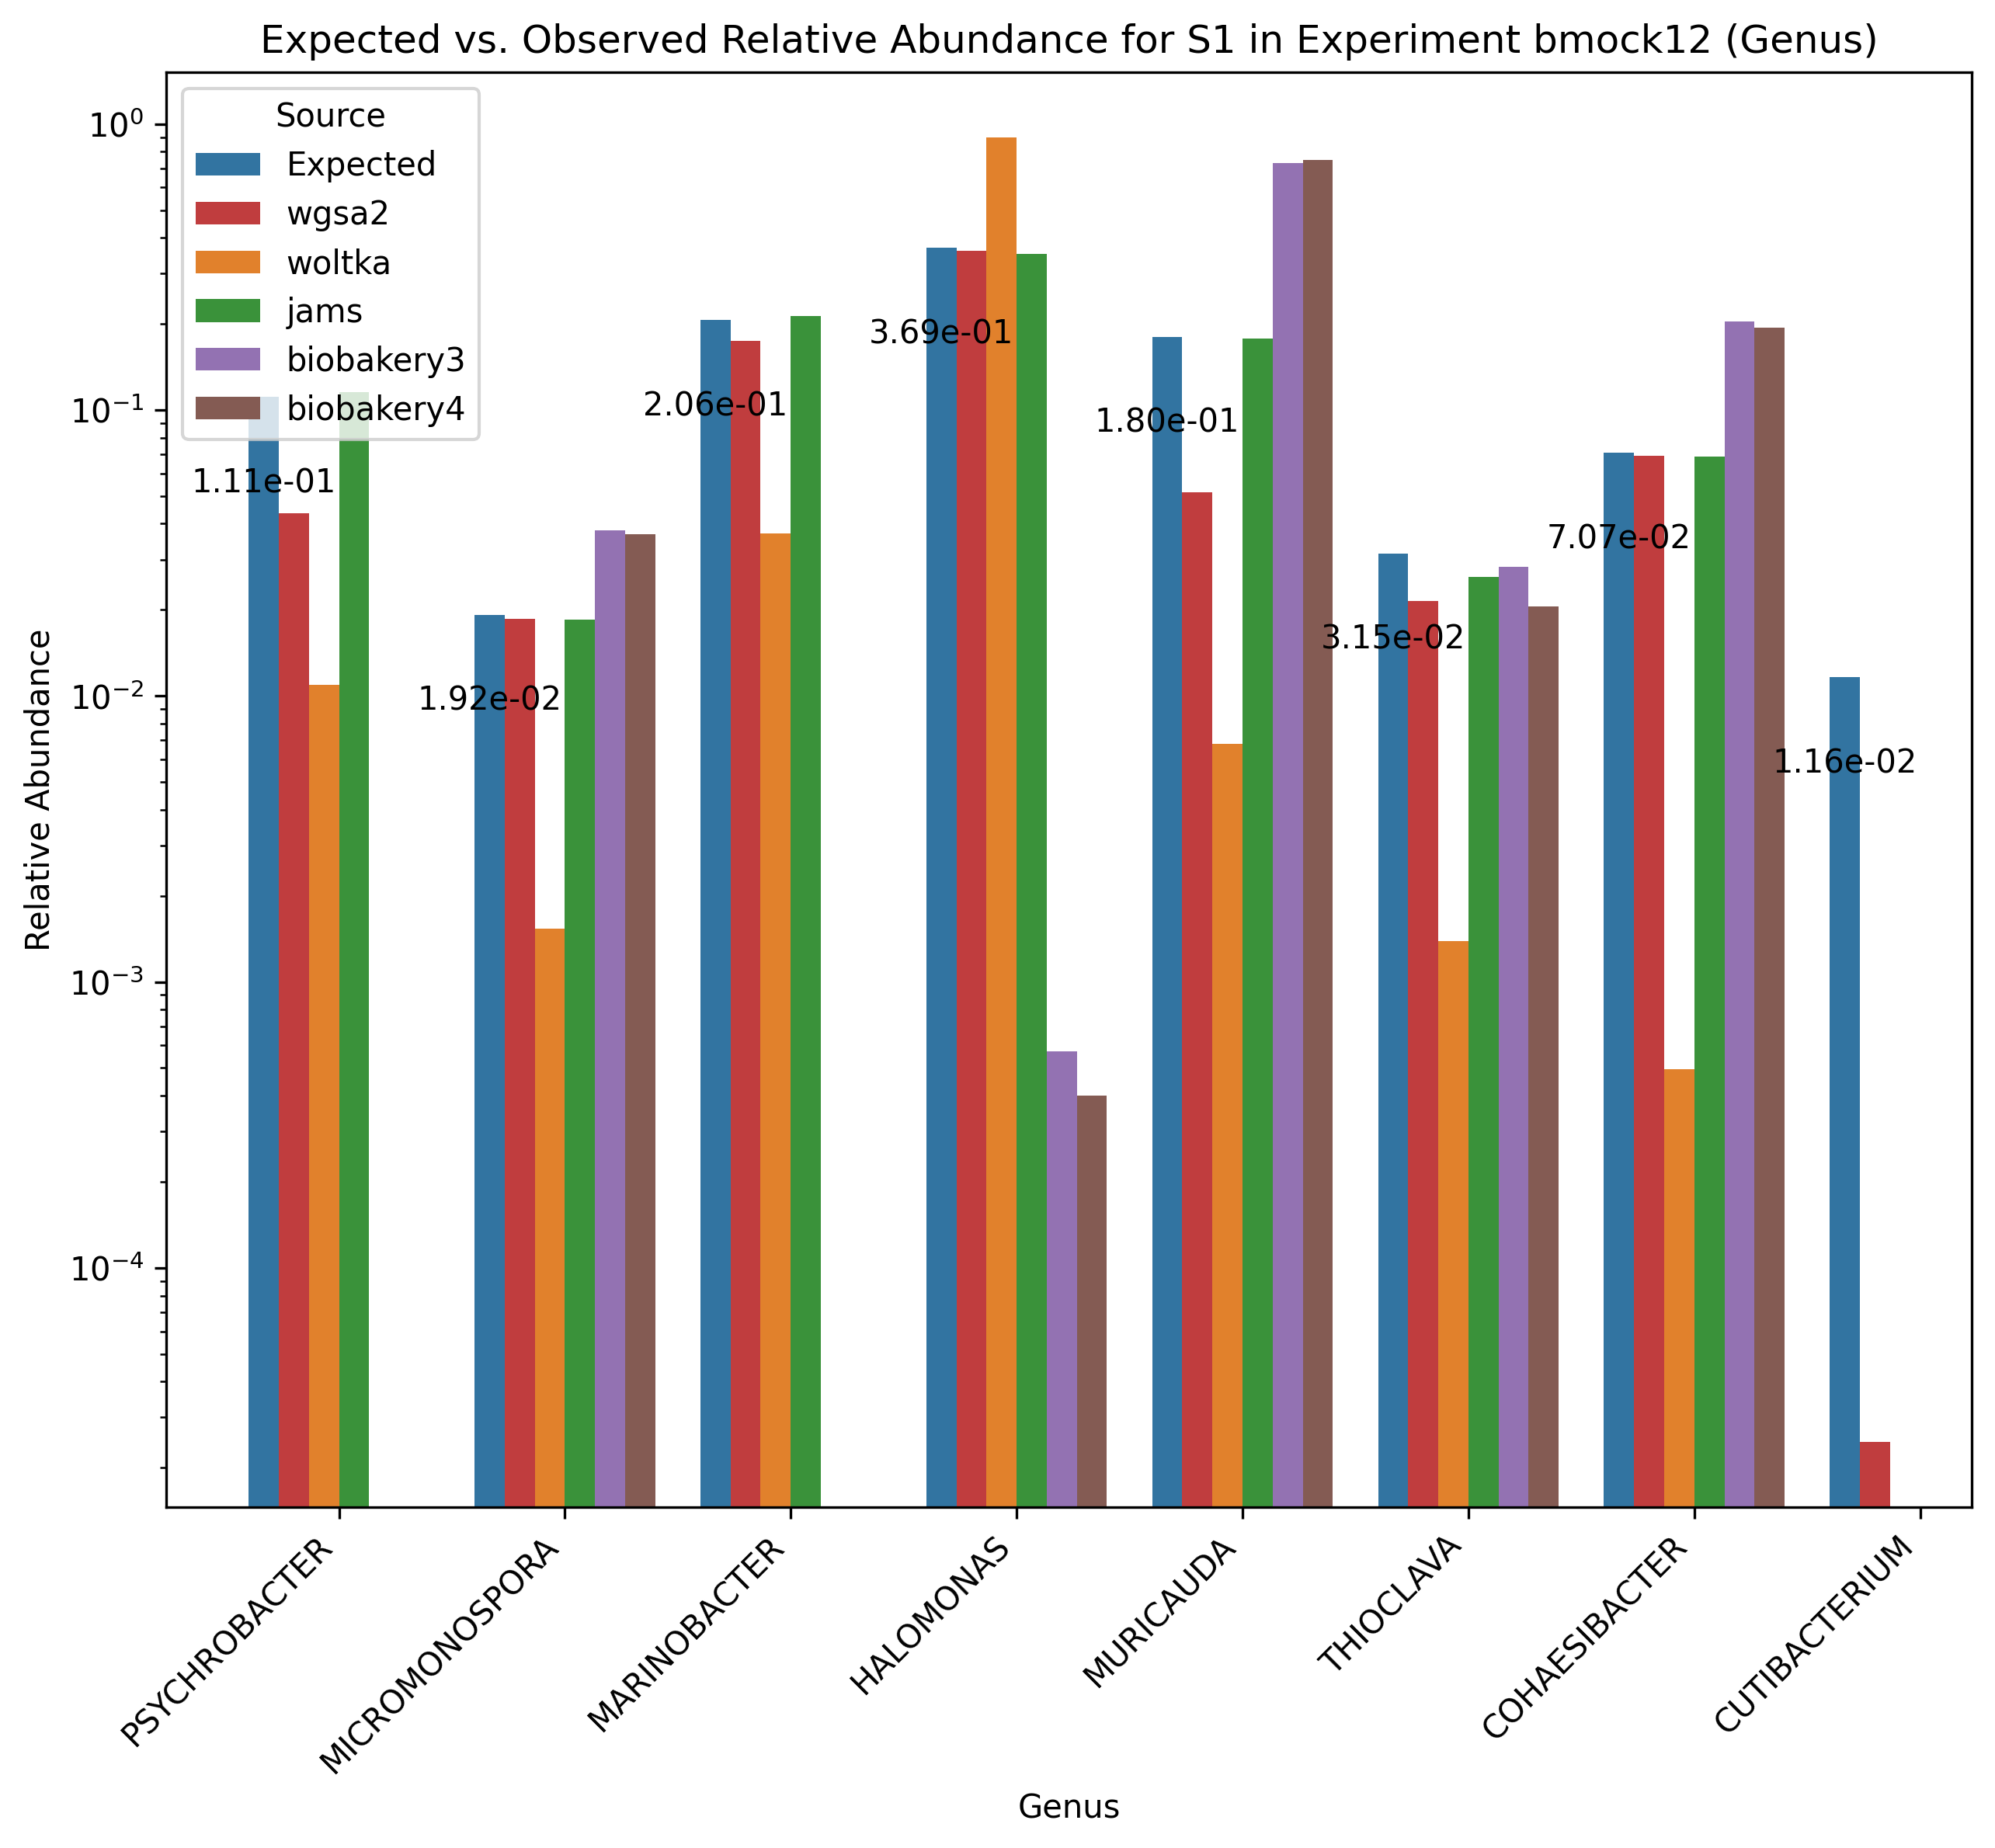 Expected vs. Observed Relative Abundance for S1 in Experiment bmock12 (Genus)
Source
Expected
wgsa2
woltka
jams
biobakery3
biobakery4
Relative Abundance
10⁰
10⁻¹
10⁻²
10⁻³
10⁻⁴
1.11e-01
1.92e-02
2.06e-01
3.69e-01
1.80e-01
3.15e-02
7.07e-02
1.16e-02
PSYCHROBACTER
MICROMONOSPORA
MARINOBACTER
HALOMONAS
MURICAUDA
THIOCLAVA
COHAESIBACTER
CUTIBACTERIUM
Genus